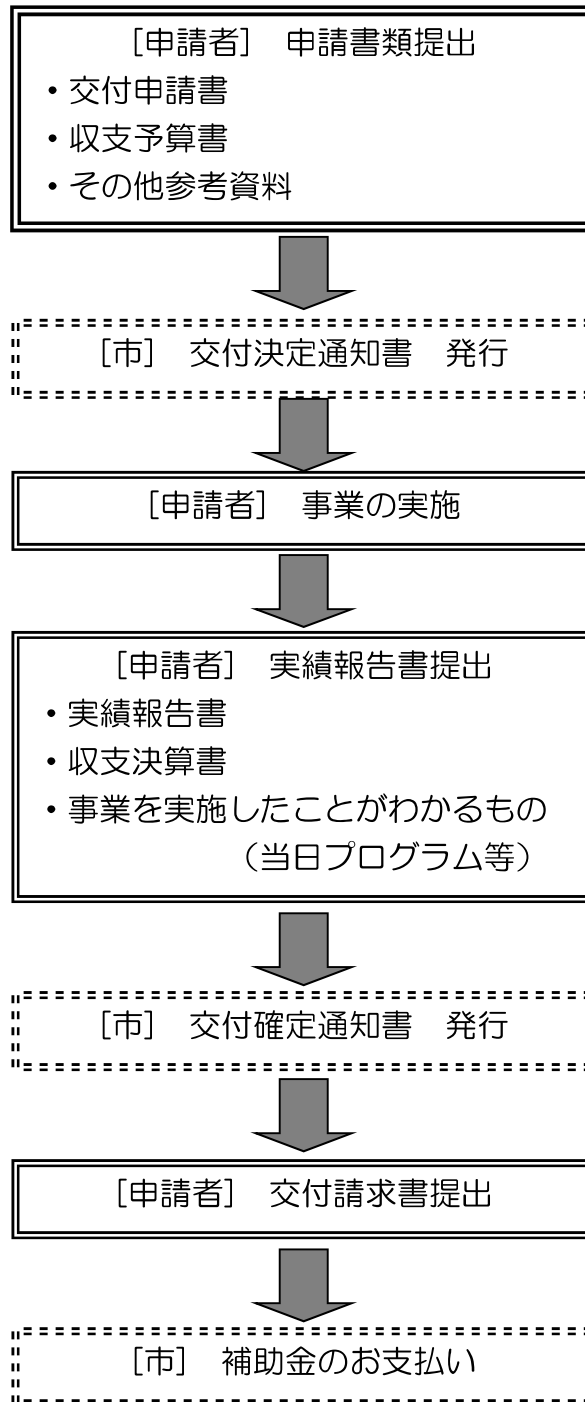 ［申請者］　申請書類提出
・交付申請書
・収支予算書
・その他参考資料
［市］　交付決定通知書　発行
［申請者］　事業の実施
［申請者］　実績報告書提出
・実績報告書
・収支決算書
・事業を実施したことがわかるもの
（当日プログラム等）
［市］　交付確定通知書　発行
［申請者］　交付請求書提出
［市］　補助金のお支払い